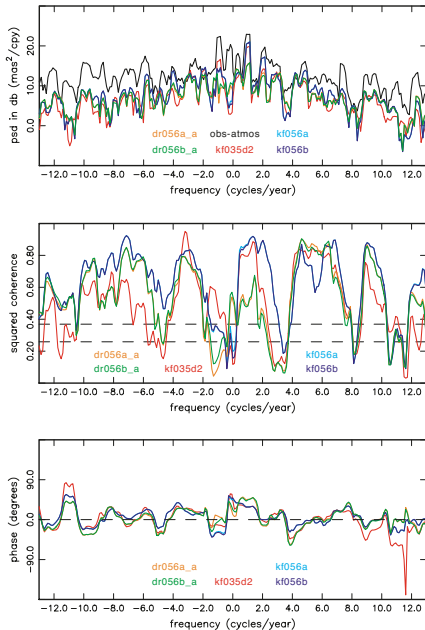 psd in db (mas²/cpy)
20.0
10.0
0.0
dr056a_a obs-atmos kf056a
dr056b_a kf035d2 kf056b
-12.0 -10.0 -8.0 -6.0 -4.0 -2.0 0.0 2.0 4.0 6.0 8.0 10.0 12.0
frequency (cycles/year)
squared coherence
0.80
0.60
0.40
0.20
dr056a_a kf056a
dr056b_a kf035d2 kf056b
-12.0 -10.0 -8.0 -6.0 -4.0 -2.0 0.0 2.0 4.0 6.0 8.0 10.0 12.0
frequency (cycles/year)
phase (degrees)
90.0
0.0
-90.0
dr056a_a kf056a
dr056b_a kf035d2 kf056b
-12.0 -10.0 -8.0 -6.0 -4.0 -2.0 0.0 2.0 4.0 6.0 8.0 10.0 12.0
frequency (cycles/year)